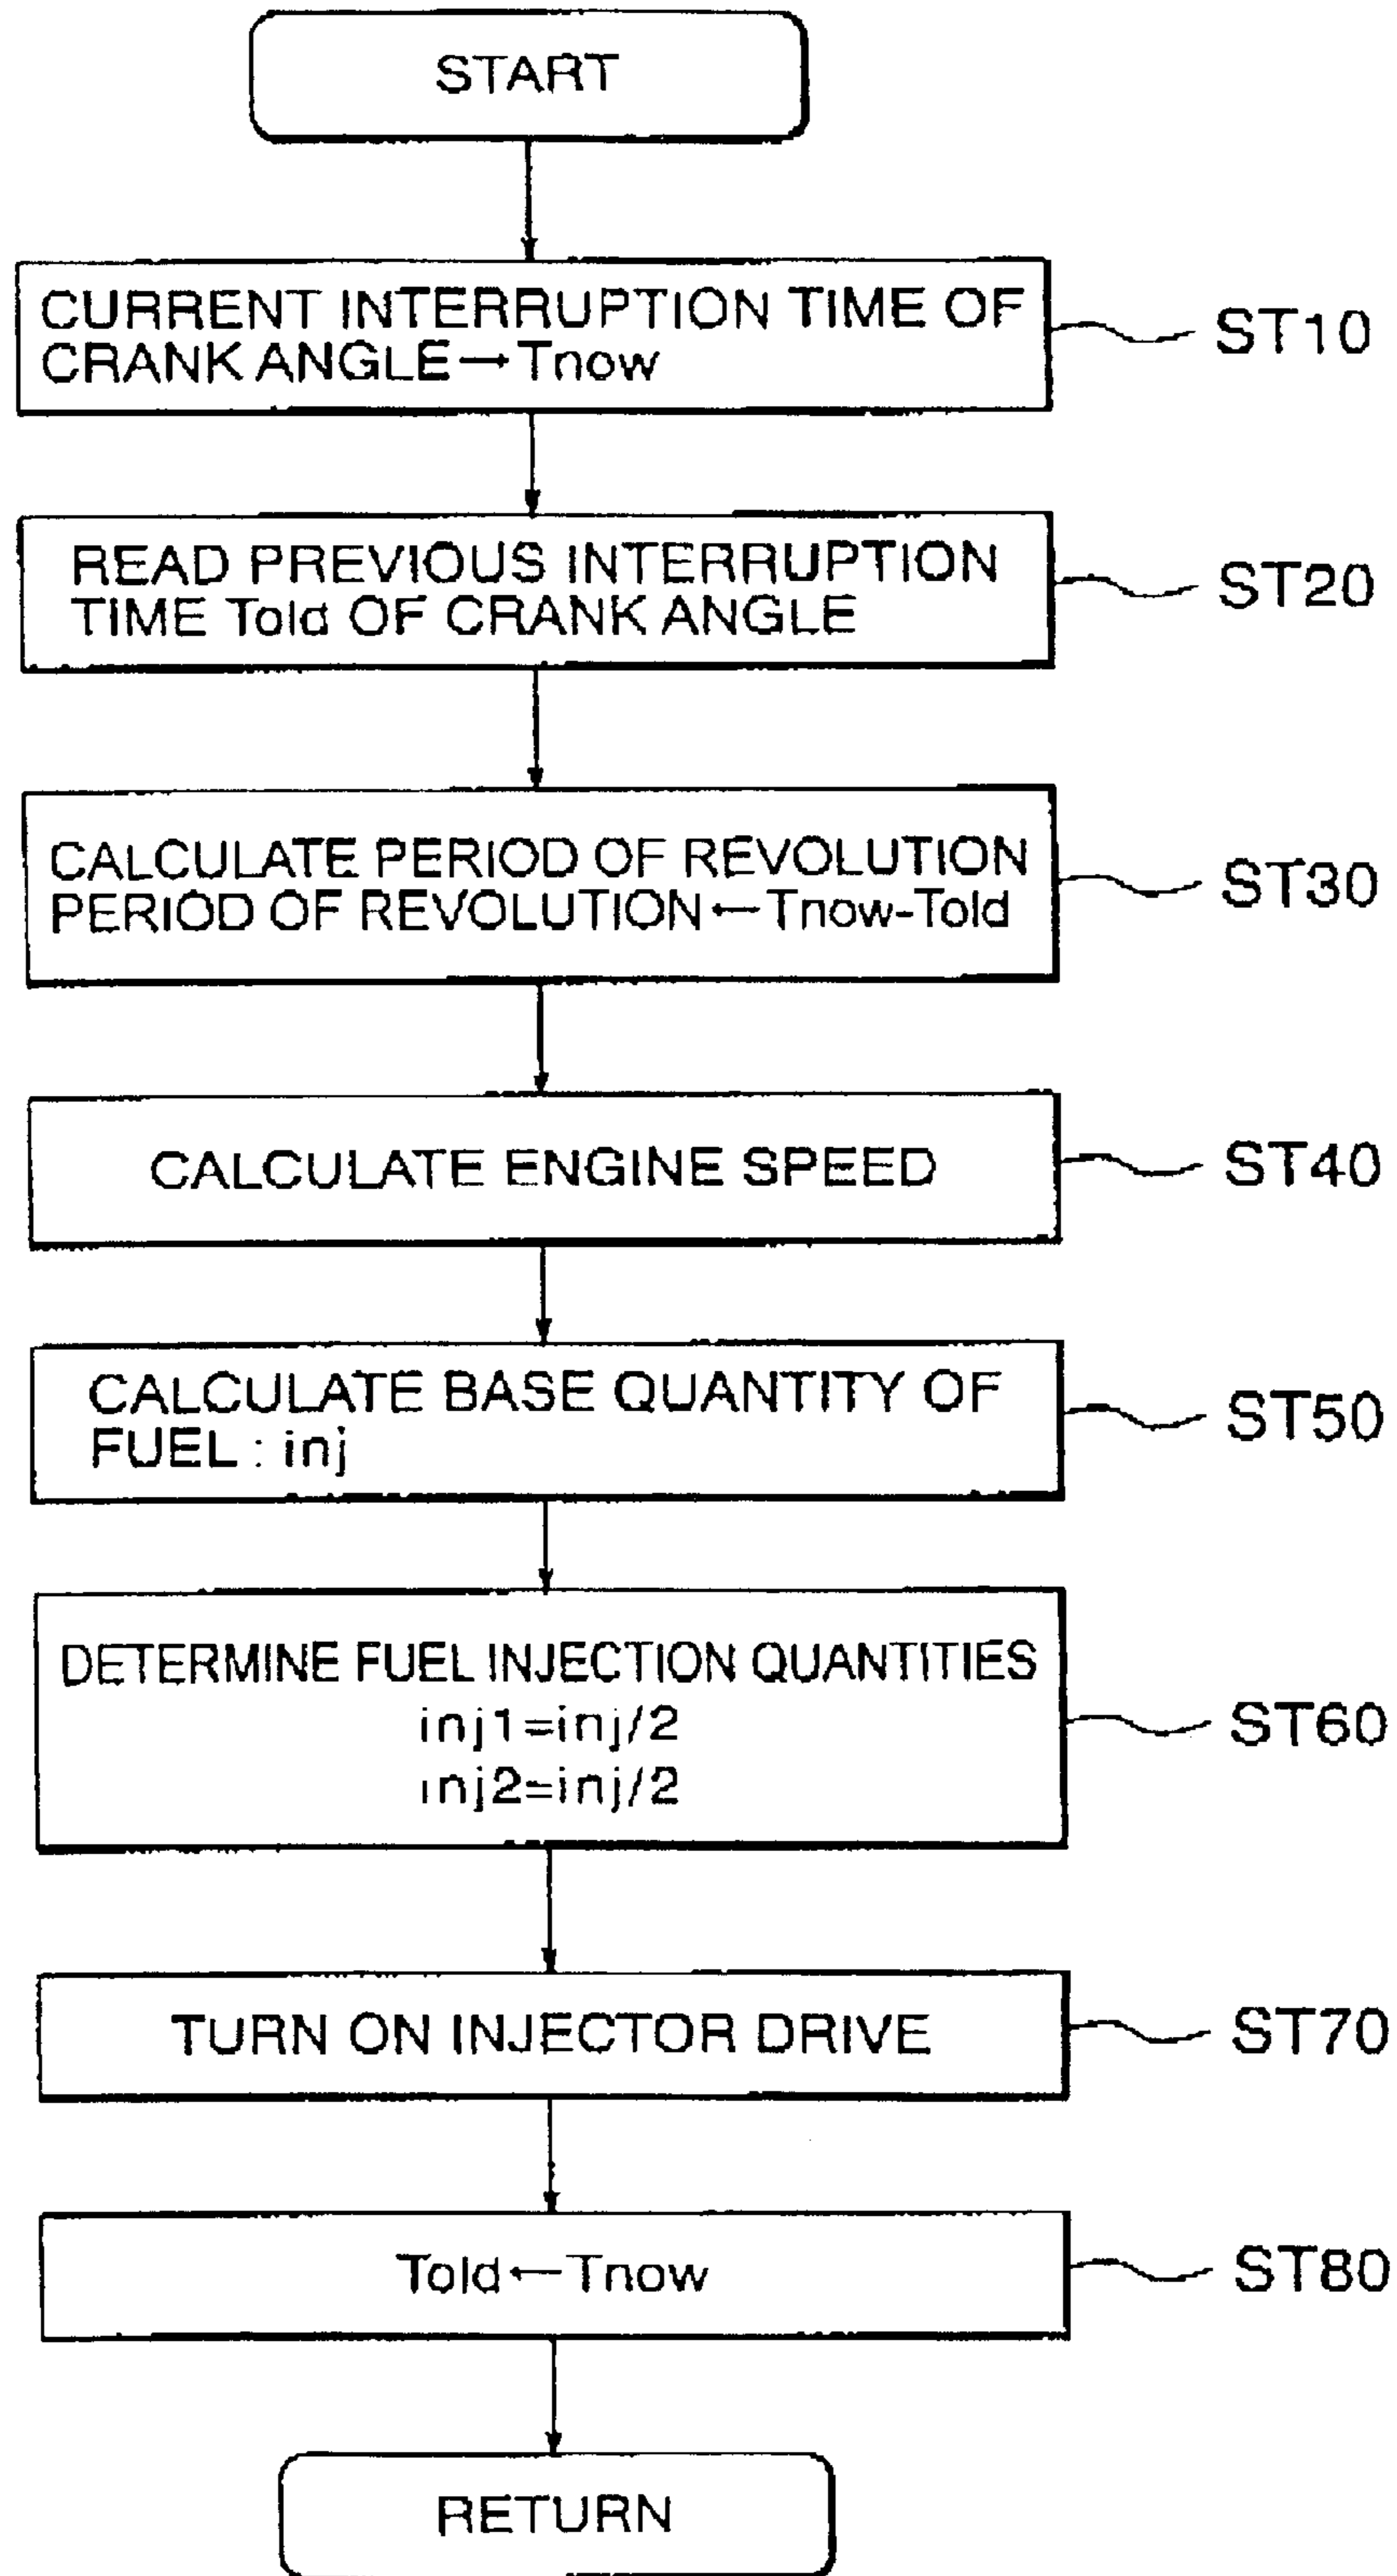 START
CURRENT INTERRUPTION TIME OF
CRANK ANGLE→Tnow
ST10
READ PREVIOUS INTERRUPTION
TIME Told OF CRANK ANGLE
ST20
CALCULATE PERIOD OF REVOLUTION
PERIOD OF REVOLUTION←Tnow-Told
ST30
CALCULATE ENGINE SPEED
ST40
CALCULATE BASE QUANTITY OF
FUEL : inj
ST50
DETERMINE FUEL INJECTION QUANTITIES
inj1=inj/2
inj2=inj/2
ST60
TURN ON INJECTOR DRIVE
ST70
Told←Tnow
ST80
RETURN